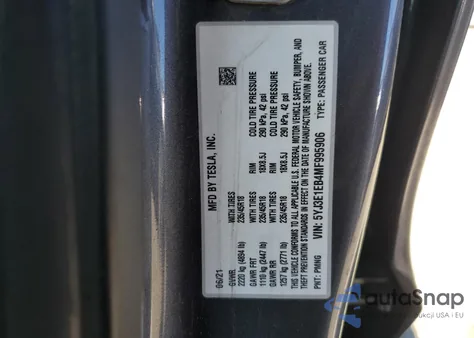 MFD BY TESLA, INC. 06/21
GVWR
2220 kg (4894 lb)
WITH TIRES
235/45R18
RIM
18X8.5J
COLD TIRE PRESSURE
290 kPa, 42 psi
GAWR FRT
1110 kg (2447 lb)
WITH TIRES
235/45R18
RIM
18X8.5J
COLD TIRE PRESSURE
290 kPa, 42 psi
GAWR RR
1257 kg (2771 lb)
THIS VEHICLE CONFORMS TO ALL APPLICABLE U.S. FEDERAL MOTOR VEHICLE SAFETY, BUMPER, AND
THEFT PREVENTION STANDARDS IN EFFECT ON THE DATE OF MANUFACTURE SHOWN ABOVE.
VIN: 5YJ3E1EB4MF995906 TYPE: PASSENGER CAR
PAINT: PMNG
autoSnap
aukcji USA i EU